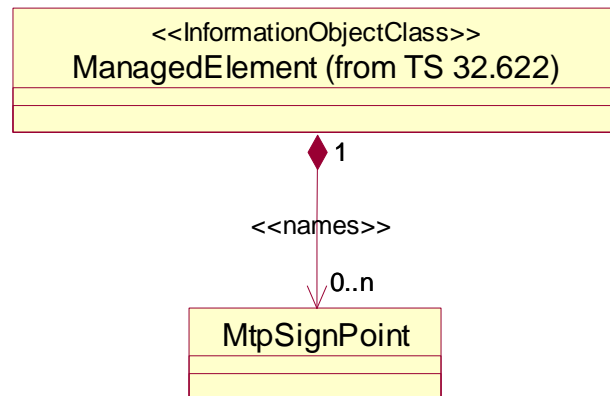 <<InformationObjectClass>>
ManagedElement (from TS 32.622)
1
<<names>>
0..n
MtpSignPoint